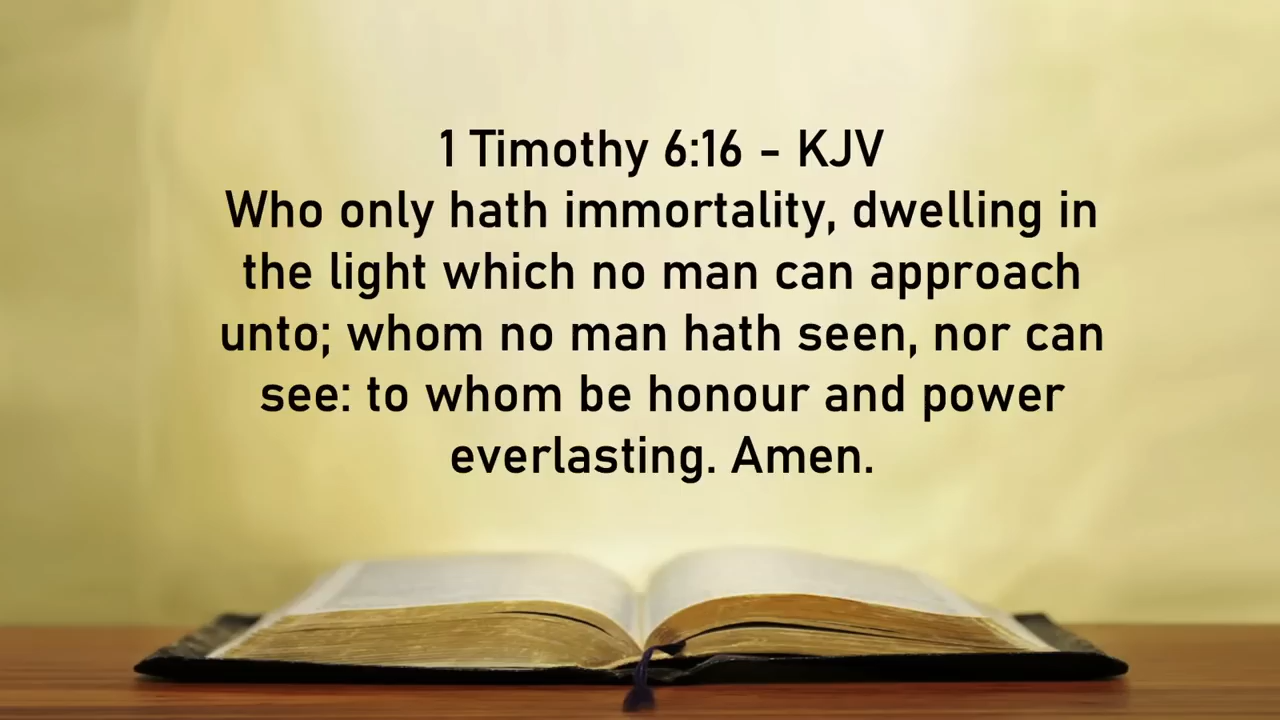 1 Timothy 6:16 - KJV
Who only hath immortality, dwelling in
the light which no man can approach
unto; whom no man hath seen, nor can
see: to whom be honour and power
everlasting. Amen.